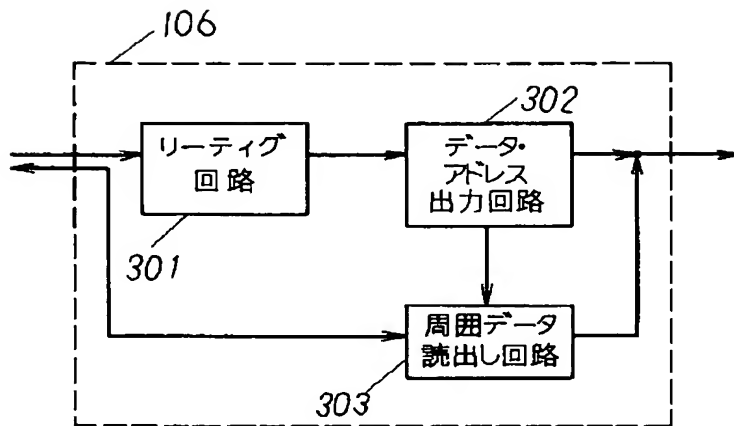 106
リーティグ
回路
301
302
データ・
アドレス
出力回路
周囲データ
読出し回路
303